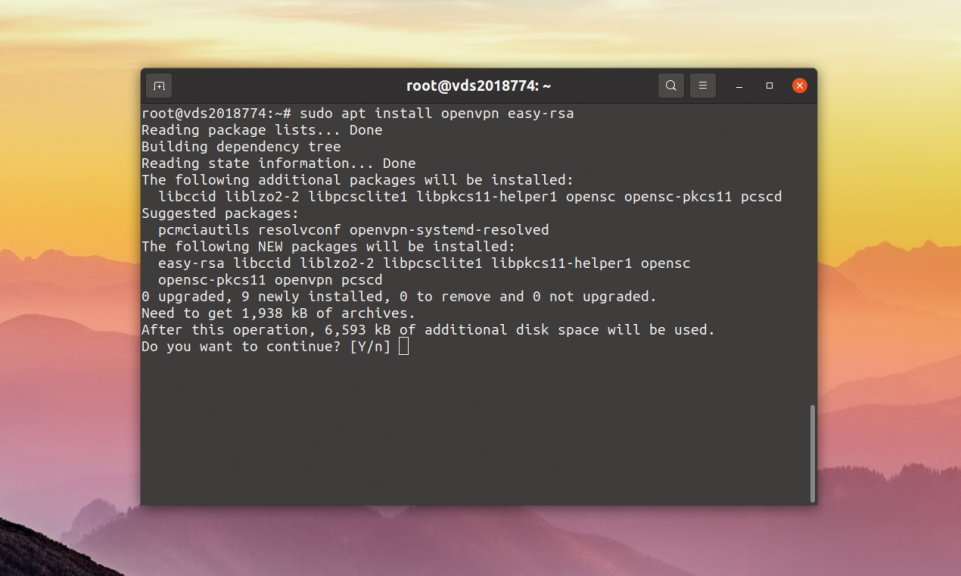 root@vds2018774: ~
root@vds2018774:~# sudo apt install openvpn easy-rsa
Reading package lists... Done
Building dependency tree
Reading state information... Done
The following additional packages will be installed:
  libccid liblzo2-2 libpcsclite1 libpkcs11-helper1 opensc opensc-pkcs11 pcscd
Suggested packages:
  pcmciautils resolvconf openvpn-systemd-resolved
The following NEW packages will be installed:
  easy-rsa libccid liblzo2-2 libpcsclite1 libpkcs11-helper1 opensc
  opensc-pkcs11 openvpn pcscd
0 upgraded, 9 newly installed, 0 to remove and 0 not upgraded.
Need to get 1,938 kB of archives.
After this operation, 6,593 kB of additional disk space will be used.
Do you want to continue? [Y/n]